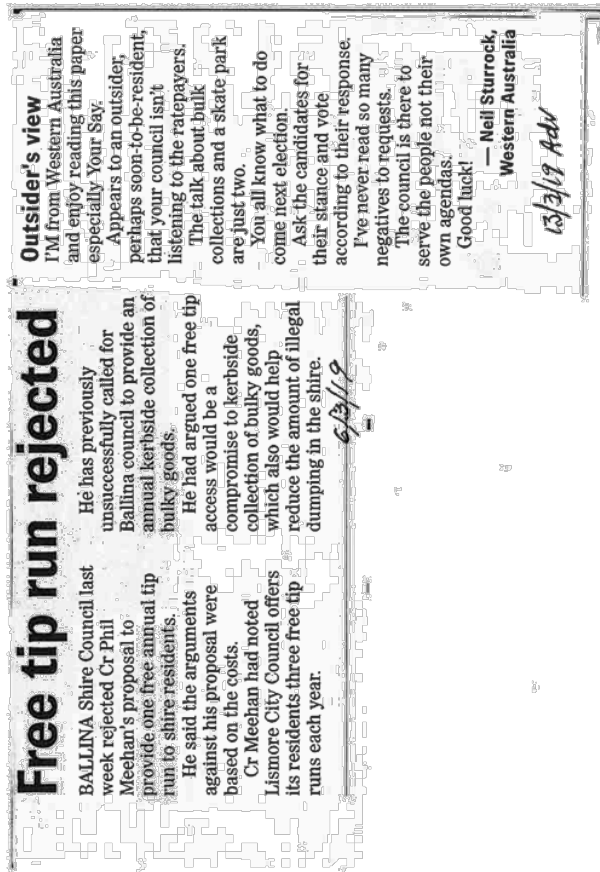 Free tip run rejected
BALLINA Shire Council last
week rejected Cr Phil
Meehan's proposal to
provide one free annual tip
run to shire residents.
He said the arguments
against his proposal were
based on the costs.
Cr Meehan had noted
Lismore City Council offers
its residents three free tip
runs each year.
He has previously
unsuccessfully called for
Ballina council to provide an
annual kerbside collection of
bulky goods.
He had argued one free tip
access would be a
compromise to kerbside
collection of bulky goods,
which also would help
reduce the amount of illegal
dumping in the shire.
6/3/19
Outsider's view
I'M from Western Australia
and enjoy reading this paper
especially Your Say.
Appears to an outsider,
perhaps soon-to-be-resident,
that your council isn't
listening to the ratepayers.
The talk about bulk
collections and a skate park
are just two.
You all know what to do
come next election.
Ask the candidates for
their stance and vote
according to their response.
I've never read so many
negatives to requests.
The council is there to
serve the people not their
own agendas.
Good luck!
— Neil Sturrock,
Western Australia
13/3/19 Adv